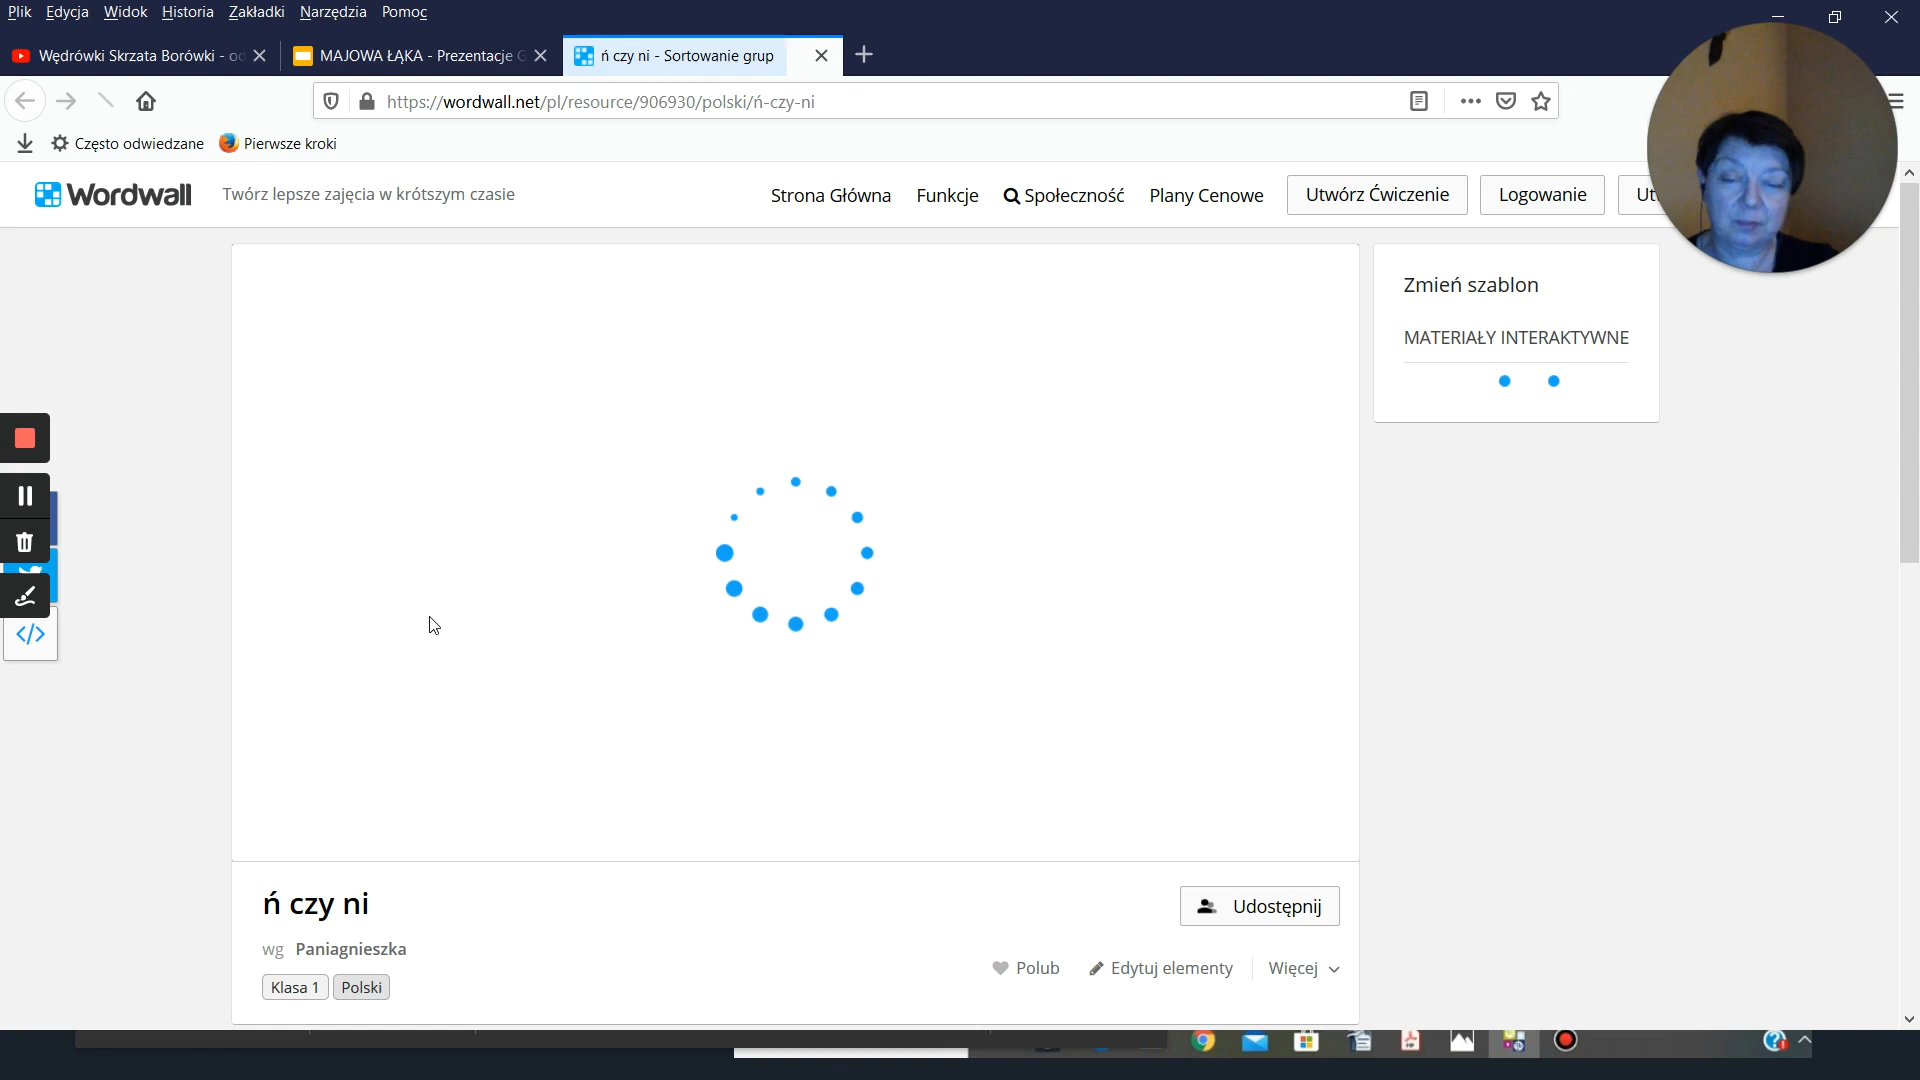 Plik Edycja Widok Historia Zakładki Narzędzia Pomoc
Wędrówki Skrzata Borówki - od MAJOWA ŁĄKA - Prezentacje G ń czy ni - Sortowanie grup
https://wordwall.net/pl/resource/906930/polski/ń-czy-ni
Często odwiedzane Pierwsze kroki
Wordwall Twórz lepsze zajęcia w krótszym czasie Strona Główna Funkcje Społeczność Plany Cenowe Utwórz Ćwiczenie Logowanie
Zmień szablon
MATERIAŁY INTERAKTYWNE
</>
ń czy ni
Udostępnij
wg Paniagnieszka
Polub Edytuj elementy Więcej
Klasa 1 Polski